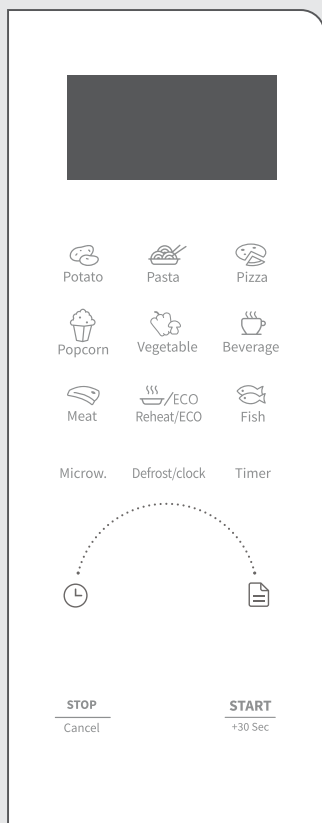 Potato Pasta Pizza
Popcorn Vegetable Beverage
/ECO
Meat Reheat/ECO Fish
Microw. Defrost/clock Timer
STOP START
Cancel +30 Sec